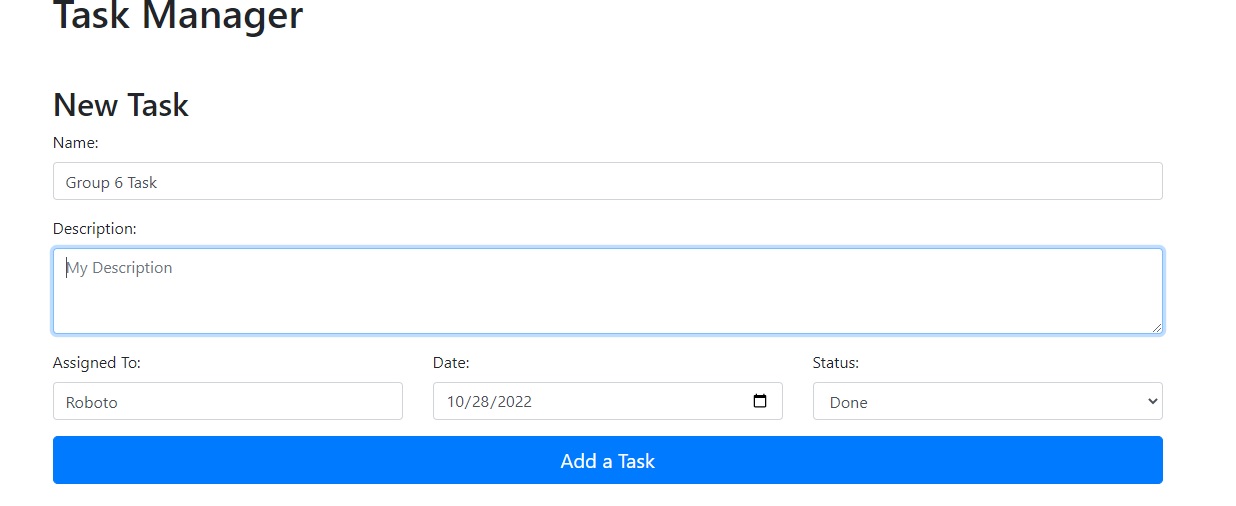 Task Manager
New Task
Name:
Group 6 Task
Description:
My Description
Assigned To: Date: Status:
Roboto 10/28/2022 Done
Add a Task